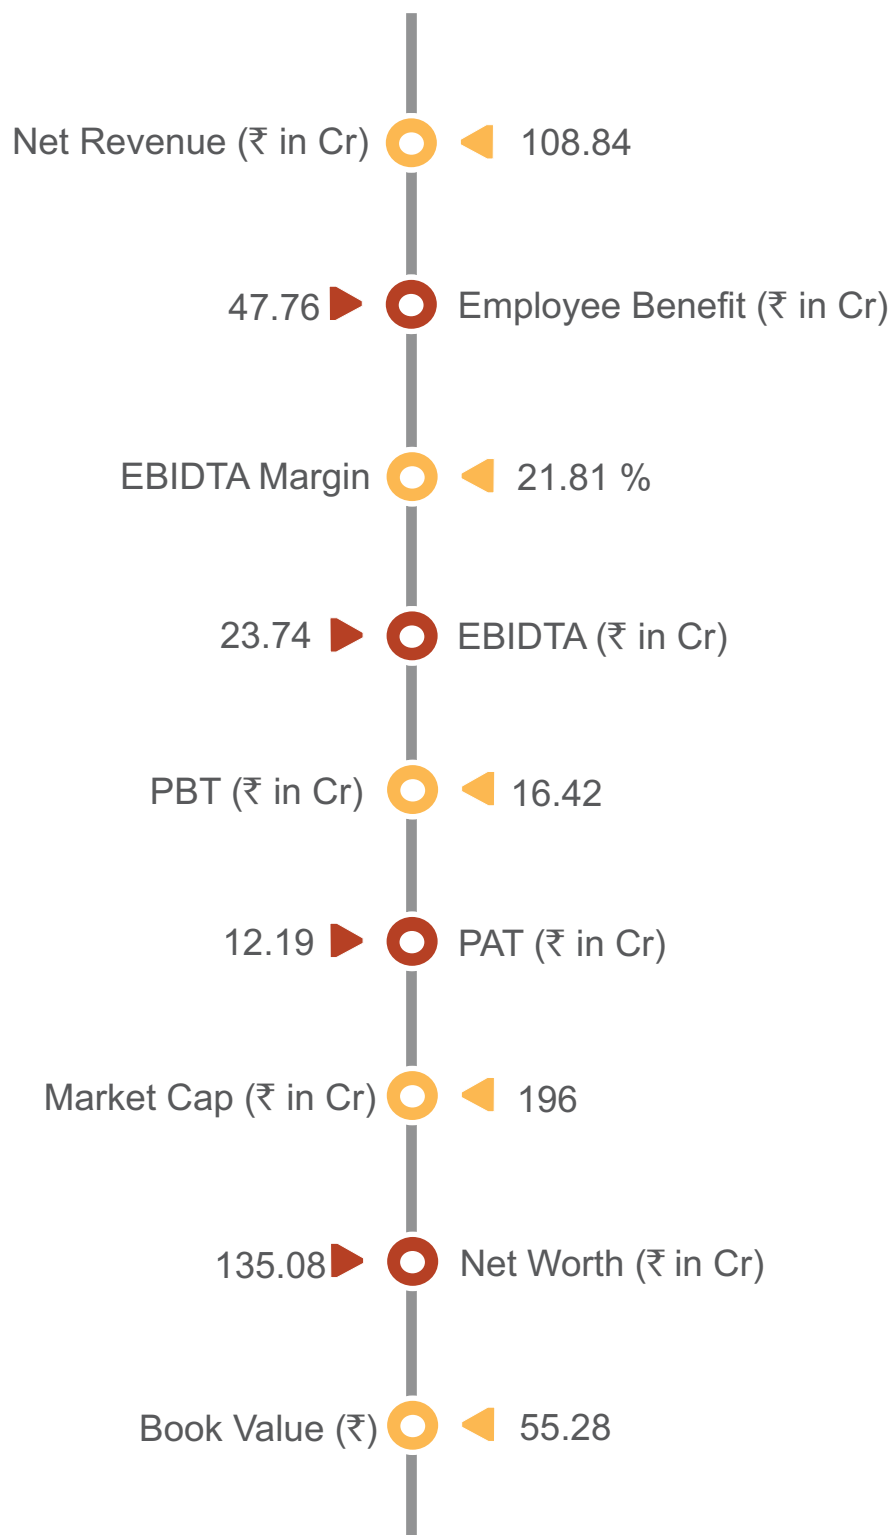 Net Revenue (₹ in Cr) 108.84
47.76 Employee Benefit (₹ in Cr)
EBIDTA Margin 21.81 %
23.74 EBIDTA (₹ in Cr)
PBT (₹ in Cr) 16.42
12.19 PAT (₹ in Cr)
Market Cap (₹ in Cr) 196
135.08 Net Worth (₹ in Cr)
Book Value (₹) 55.28